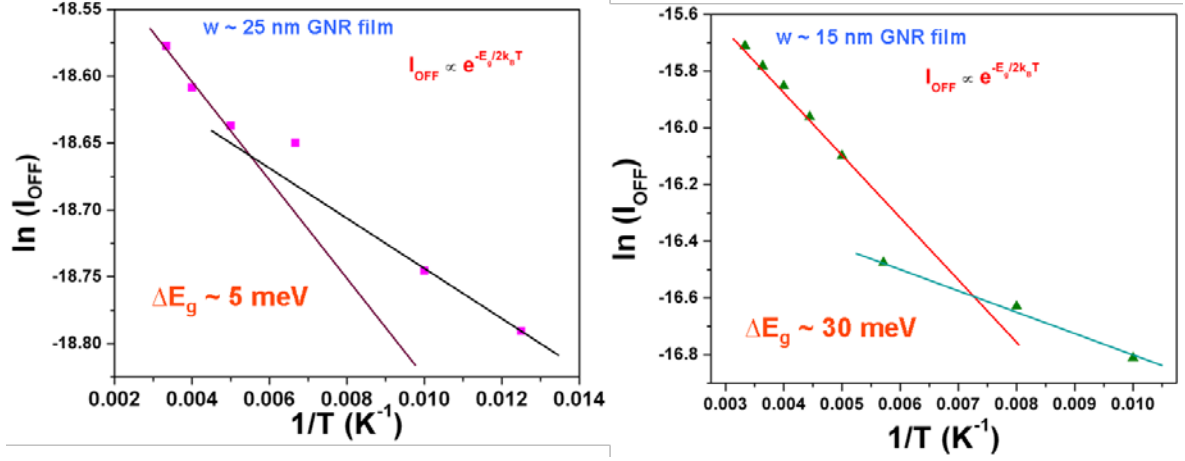 w ~ 25 nm GNR film
I_OFF ∝ e^-E_g/2k_BT
ΔE_g ~ 5 meV
ln (I_OFF)
-18.55
-18.60
-18.65
-18.70
-18.75
-18.80
0.002 0.004 0.006 0.008 0.010 0.012 0.014
1/T (K^-1)
w ~ 15 nm GNR film
I_OFF ∝ e^-E_g/2k_BT
ΔE_g ~ 30 meV
ln (I_OFF)
-15.6
-15.8
-16.0
-16.2
-16.4
-16.6
-16.8
0.003 0.004 0.005 0.006 0.007 0.008 0.009 0.010
1/T (K^-1)